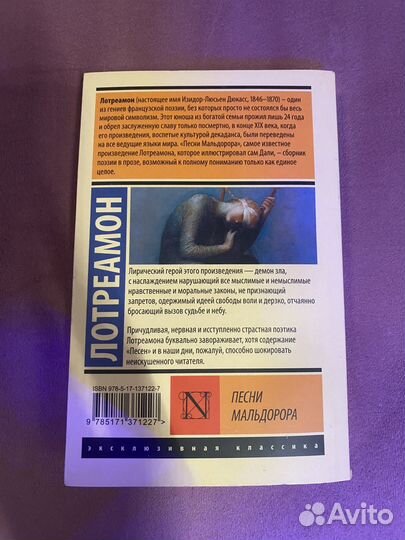 Лотреамон (настоящее имя Изидор-Люсьен Дюкасс, 1846–1870) – один
из гениев французской поэзии, без которых просто не состоялся бы весь
мировой символизм. Этот юноша из богатой семьи прожил лишь 24 года
и обрел заслуженную славу только посмертно, в конце XIX века, когда
его произведения, воспетые культурой декаданса, были переведены
на все ведущие языки мира. «Песни Мальдорора», самое известное
произведение Лотреамона, которое иллюстрировал сам Дали, – сборник
поэзии в прозе, возможный к полному пониманию только как единое
целое.
ЛОТРЕАМОН
Лирический герой этого произведения — демон зла,
с наслаждением нарушающий все мыслимые и немыслимые
нравственные и моральные законы, не признающий
запретов, одержимый идеей свободы воли и дерзко, отчаянно
бросающий вызов судьбе и небу.
Причудливая, нервная и исступленно страстная поэтика
Лотреамона буквально завораживает, хотя содержание
«Песен» и в наши дни, пожалуй, способно шокировать
неискушенного читателя.
ISBN 978-5-17-137122-7
9 785171 371227 >
N
ПЕСНИ
МАЛЬДОРОРА
эксклюзивная классика
Avito